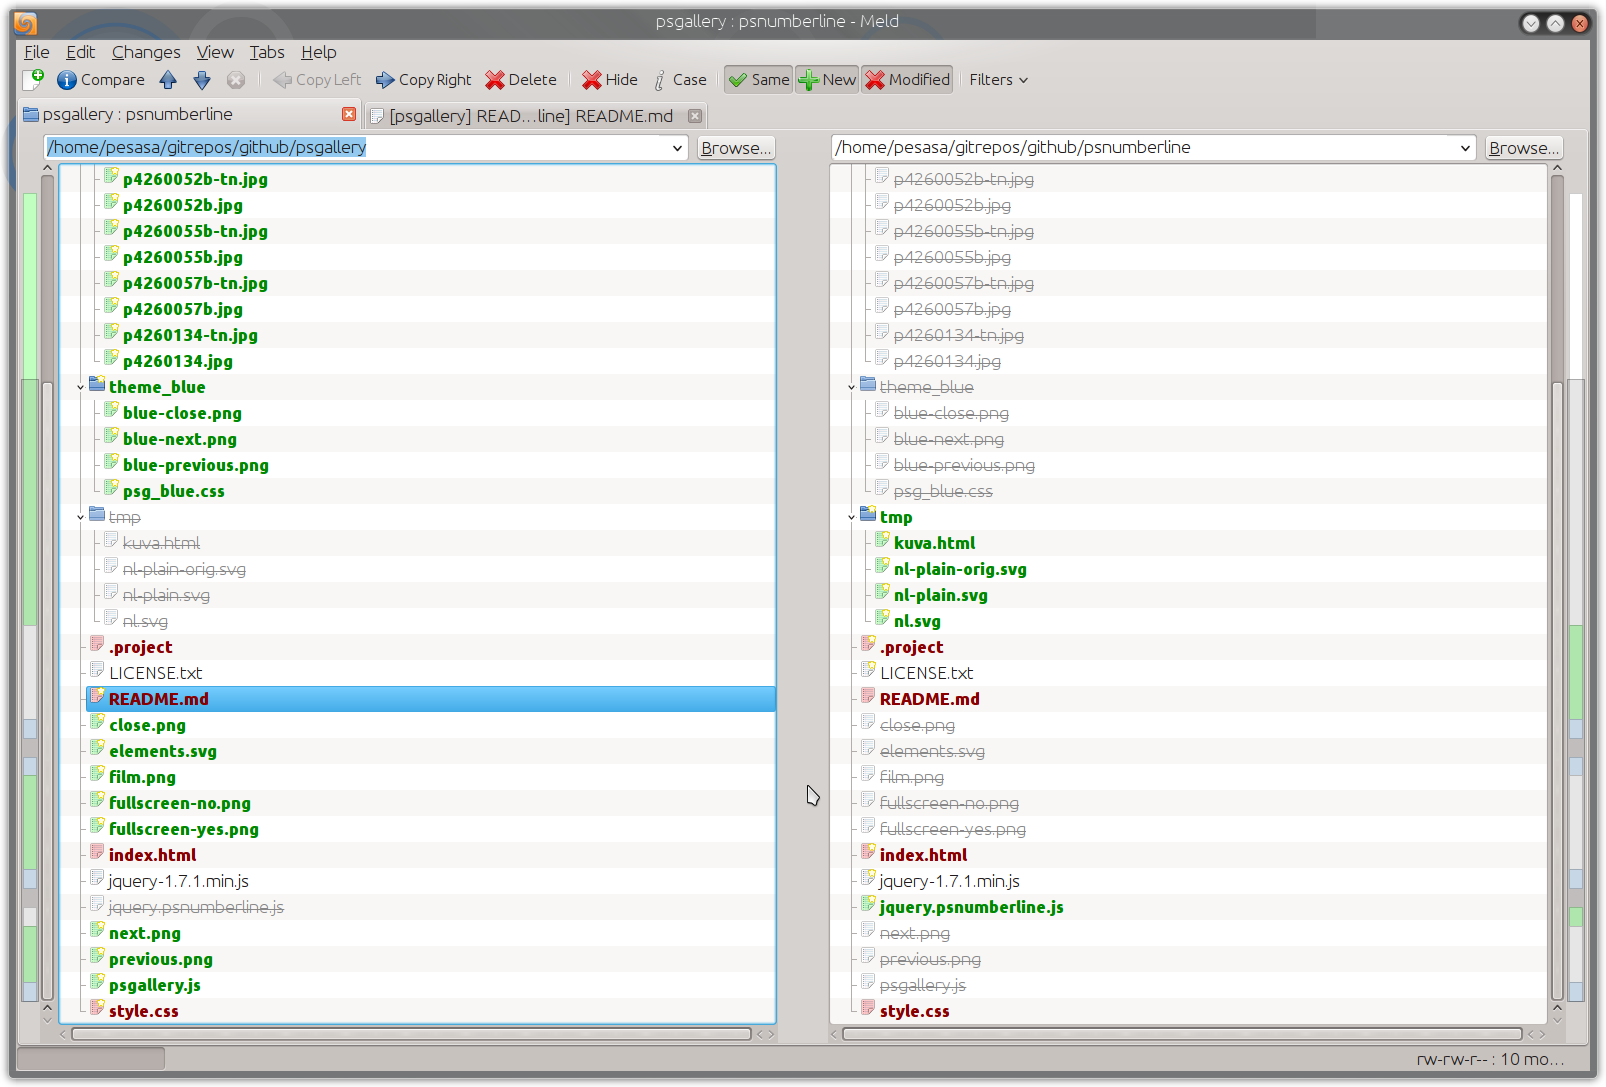 psgallery : psnumberline - Meld
File Edit Changes View Tabs Help
Compare Copy Left Copy Right Delete Hide Case Same New Modified Filters
psgallery : psnumberline [psgallery] READ...line] README.md
/home/pesasa/gitrepos/github/psgallery Browse... /home/pesasa/gitrepos/github/psnumberline Browse...
p4260052b-tn.jpg p4260052b-tn.jpg
p4260052b.jpg p4260052b.jpg
p4260055b-tn.jpg p4260055b-tn.jpg
p4260055b.jpg p4260055b.jpg
p4260057b-tn.jpg p4260057b-tn.jpg
p4260057b.jpg p4260057b.jpg
p4260134-tn.jpg p4260134-tn.jpg
p4260134.jpg p4260134.jpg
theme_blue theme_blue
blue-close.png blue-close.png
blue-next.png blue-next.png
blue-previous.png blue-previous.png
psg_blue.css psg_blue.css
tmp tmp
kuva.html kuva.html
nl-plain-orig.svg nl-plain-orig.svg
nl-plain.svg nl-plain.svg
nl.svg nl.svg
.project .project
LICENSE.txt LICENSE.txt
README.md README.md
close.png close.png
elements.svg elements.svg
film.png film.png
fullscreen-no.png fullscreen-no.png
fullscreen-yes.png fullscreen-yes.png
index.html index.html
jquery-1.7.1.min.js jquery-1.7.1.min.js
jquery.psnumberline.js jquery.psnumberline.js
next.png next.png
previous.png previous.png
psgallery.js psgallery.js
style.css style.css
rw-rw-r-- : 10 mo...